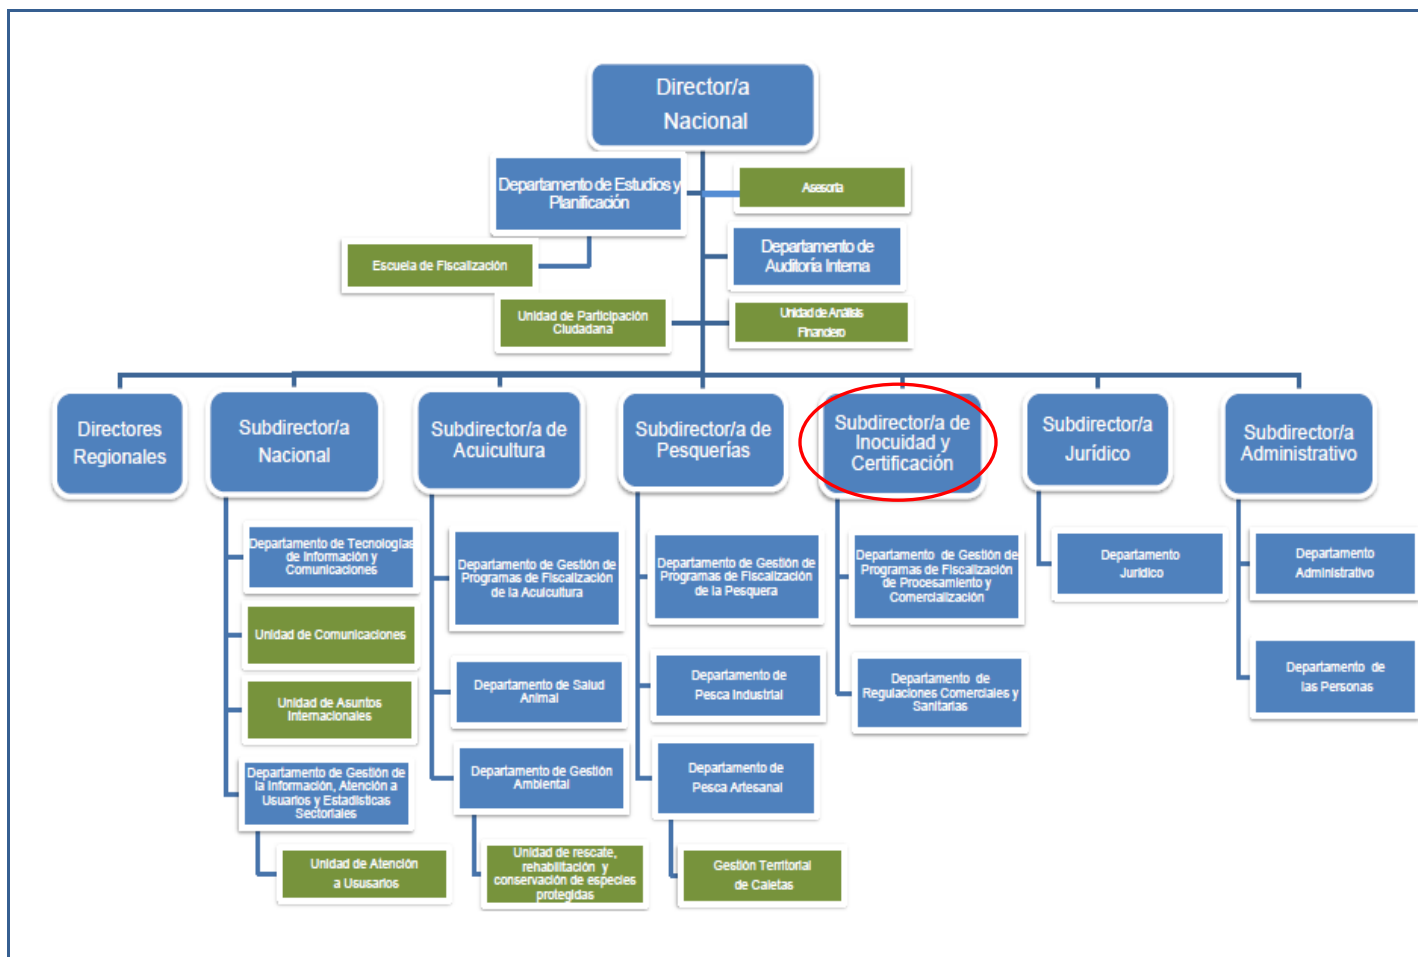 Director/a
Nacional
Departamento de Estudios y
Planificación
Asesoría
Escuela de Fiscalización
Departamento de
Auditoría Interna
Unidad de Participación
Ciudadana
Unidad de Análisis
Financiero
Directores
Regionales
Subdirector/a
Nacional
Subdirector/a de
Acuicultura
Subdirector/a de
Pesquerías
Subdirector/a de
Inocuidad y
Certificación
Subdirector/a
Jurídico
Subdirector/a
Administrativo
Departamento de Tecnologías
de Información y
Comunicaciones
Unidad de Comunicaciones
Unidad de Asuntos
Internacionales
Departamento de Gestión de
la Información, Atención a
Usuarios y Estadísticas
Sectoriales
Unidad de Atención
a Ususarios
Departamento de Gestión de
Programas de Fiscalización
de la Acuicultura
Departamento de Salud
Animal
Departamento de Gestión
Ambiental
Unidad de rescate,
rehabilitación y
conservación de especies
protegidas
Departamento de Gestión de
Programas de Fiscalización
de la Pesquera
Departamento de
Pesca Industrial
Departamento de
Pesca Artesanal
Gestión Territorial
de Caletas
Departamento de Gestión de
Programas de Fiscalización
de Procesamiento y
Comercialización
Departamento de
Regulaciones Comerciales y
Sanitarias
Departamento
Jurídico
Departamento
Administrativo
Departamento de
las Personas